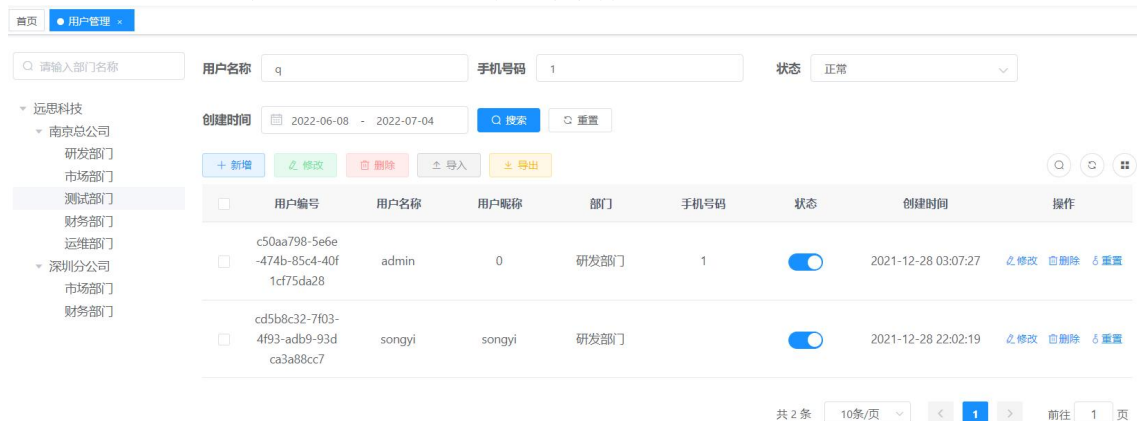 首页 用户管理 ×
请输入部门名称
用户名称 q 手机号码 1 状态 正常
远思科技
创建时间 2022-06-08 - 2022-07-04 搜索 重置
南京总公司
研发部门
市场部门
测试部门
财务部门
运维部门
深圳分公司
市场部门
财务部门
新增 修改 删除 导入 导出
用户编号 用户名称 用户昵称 部门 手机号码 状态 创建时间 操作
c50aa798-5e6e
-474b-85c4-40f
1cf75da28
admin 0 研发部门 1 2021-12-28 03:07:27 修改 删除 重置
cd5b8c32-7f03-
4f93-adb9-93d
ca3a88cc7
songyi songyi 研发部门 2021-12-28 22:02:19 修改 删除 重置
共 2 条 10条/页 < 1 > 前往 1 页